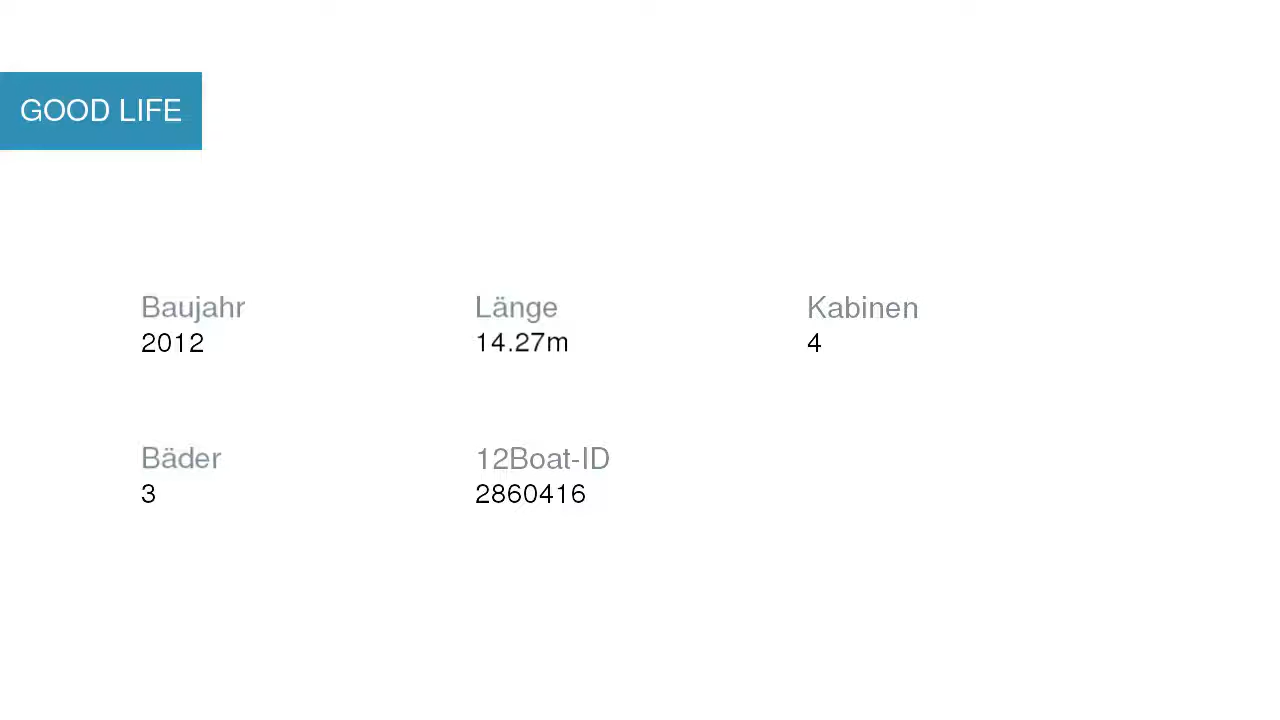 GOOD LIFE
Baujahr
2012
Länge
14.27m
Kabinen
4
Bäder
3
12Boat-ID
2860416